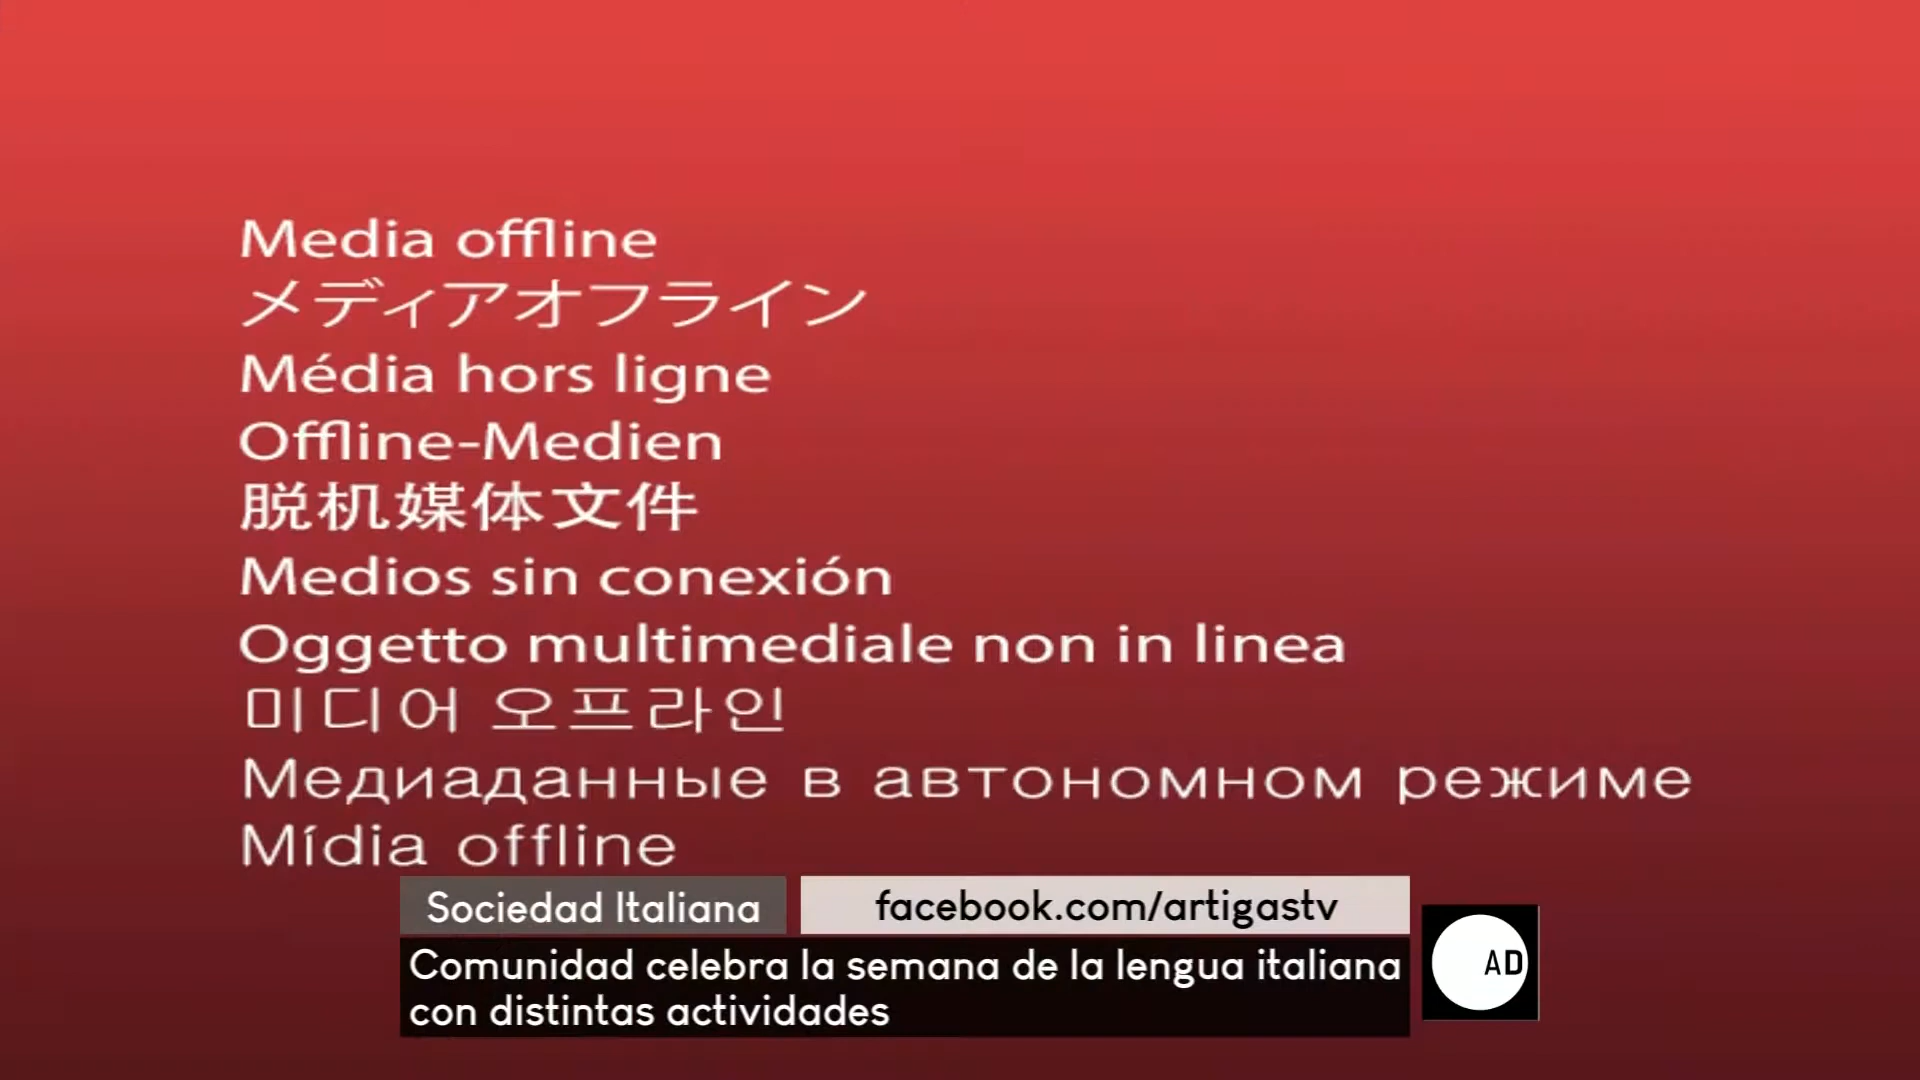 Media offline
メディアオフライン
Média hors ligne
Offline-Medien
脱机媒体文件
Medios sin conexión
Oggetto multimediale non in linea
미디어 오프라인
Медиаданные в автономном режиме
Mídia offline
Sociedad Italiana
facebook.com/artigastv
Comunidad celebra la semana de la lengua italiana
con distintas actividades
AD